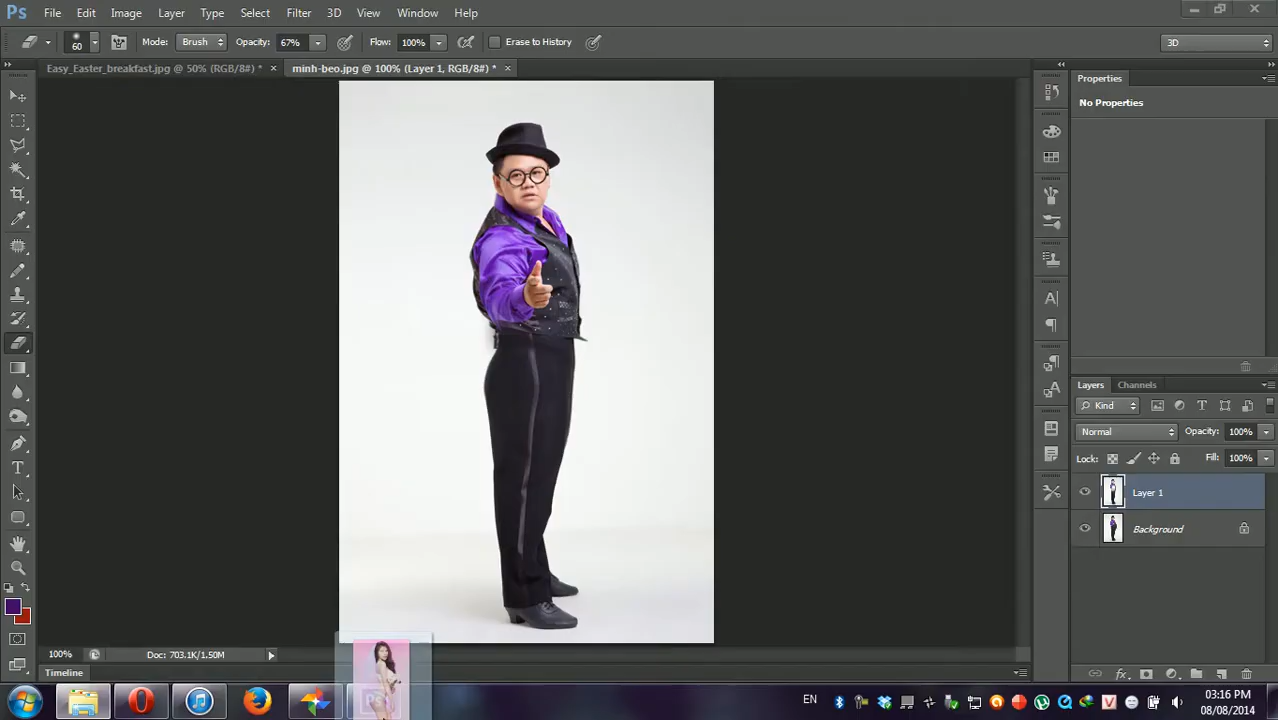 Ps File Edit Image Layer Type Select Filter 3D View Window Help
60 Mode: Brush Opacity: 67% Flow: 100% Erase to History 3D
Easy_Easter_breakfast.jpg @ 50% (RGB/8#) * × minh-beo.jpg @ 100% (Layer 1, RGB/8#) * ×
Properties
No Properties
Layers Channels
Kind
Normal Opacity: 100%
Lock: Fill: 100%
Layer 1
Background
100% Doc: 703.1K/1.50M
Timeline
EN 03:16 PM
08/08/2014